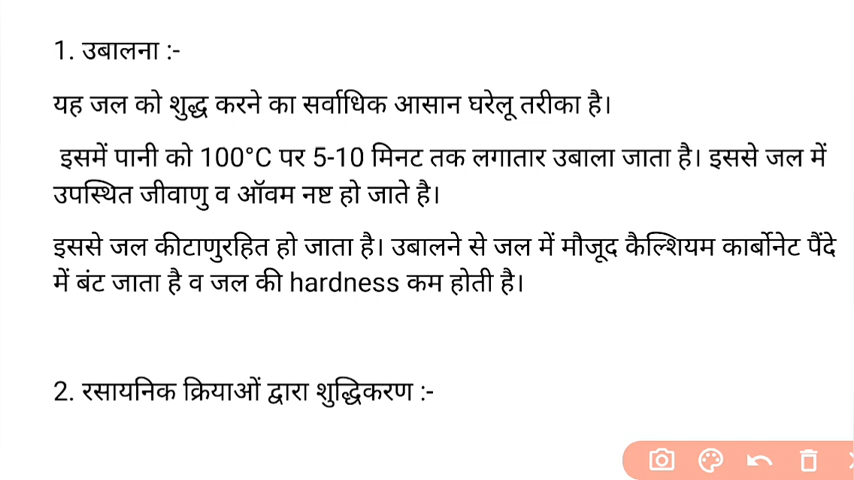 1. उबालना :-
यह जल को शुद्ध करने का सर्वाधिक आसान घरेलू तरीका है।
इसमें पानी को 100°C पर 5-10 मिनट तक लगातार उबाला जाता है। इससे जल में
उपस्थित जीवाणु व ऑवम नष्ट हो जाते है।
इससे जल कीटाणुरहित हो जाता है। उबालने से जल में मौजूद कैल्शियम कार्बोनेट पैंदे
में बंट जाता है व जल की hardness कम होती है।
2. रसायनिक क्रियाओं द्वारा शुद्धिकरण :-